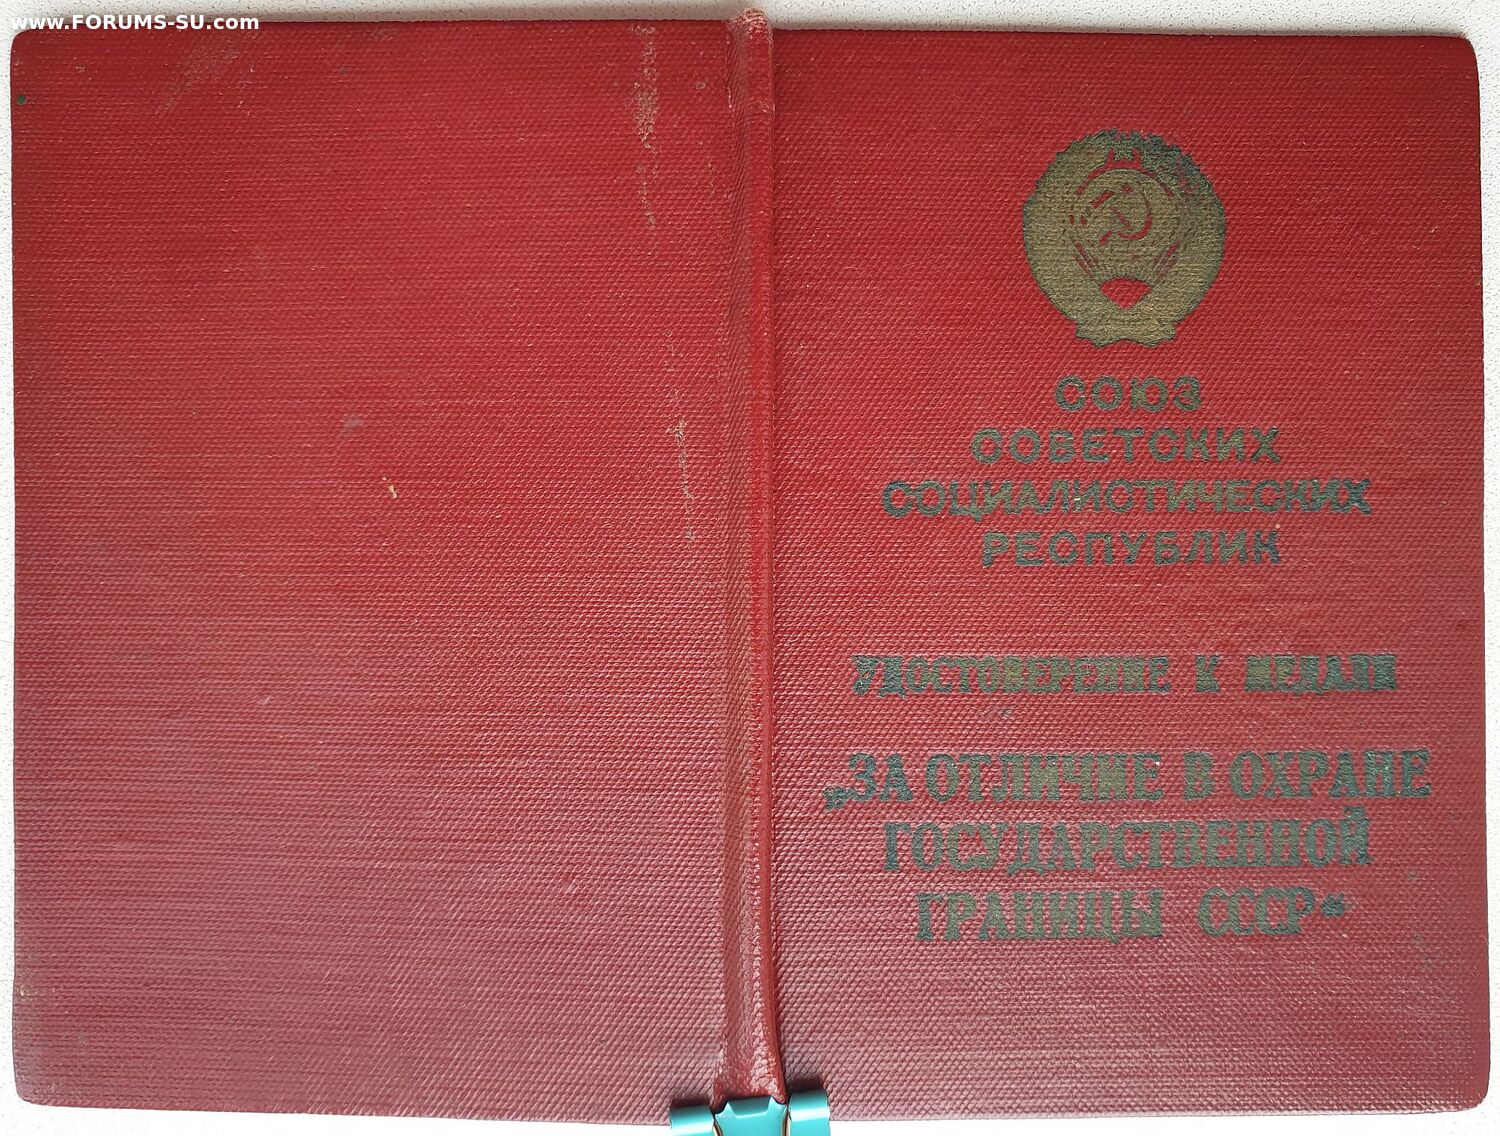 www.FORUMS-SU.com
СОЮЗ
СОВЕТСКИХ
СОЦИАЛИСТИЧЕСКИХ
РЕСПУБЛИК
УДОСТОВЕРЕНИЕ К МЕДАЛИ
„ЗА ОТЛИЧИЕ В ОХРАНЕ
ГОСУДАРСТВЕННОЙ
ГРАНИЦЫ СССР“